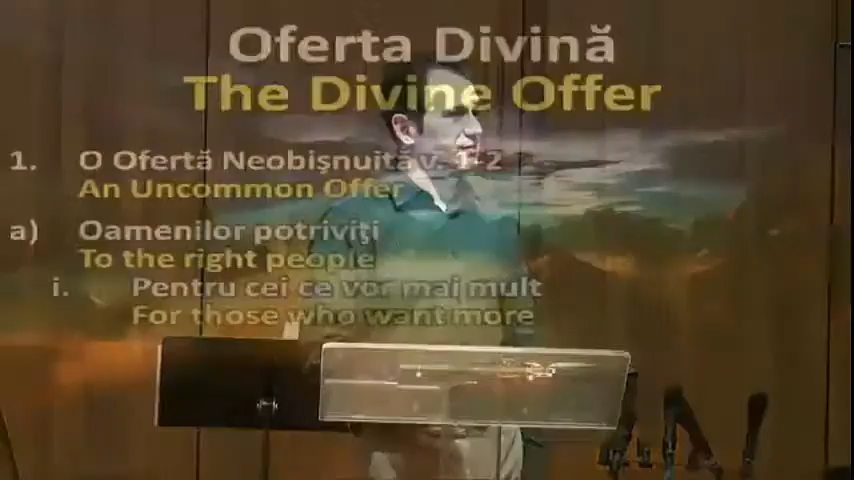 Oferta Divină
The Divine Offer
1. O Ofertă Neobişnuită v. 1-2
An Uncommon Offer
a) Oamenilor potriviţi
To the right people
i. Pentru cei ce vor mai mult
For those who want more